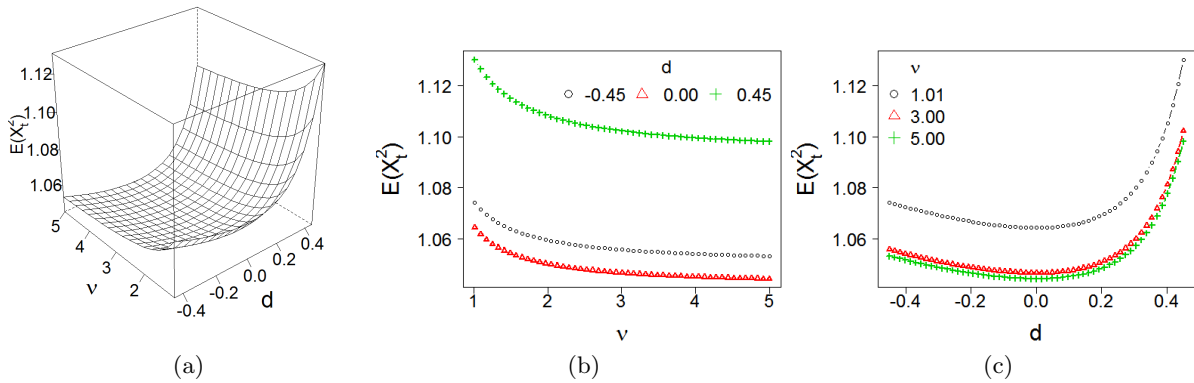 1.12
1.10
1.08
1.06
E(X_t^2)
5
4
3
2
ν
-0.4
-0.2
0.0
0.2
0.4
d
(a)
1.12
1.10
1.08
1.06
E(X_t^2)
d
-0.45 0.00 0.45
1 2 3 4 5
ν
(b)
1.12
1.10
1.08
1.06
E(X_t^2)
ν
1.01
3.00
5.00
-0.4 -0.2 0.0 0.2 0.4
d
(c)